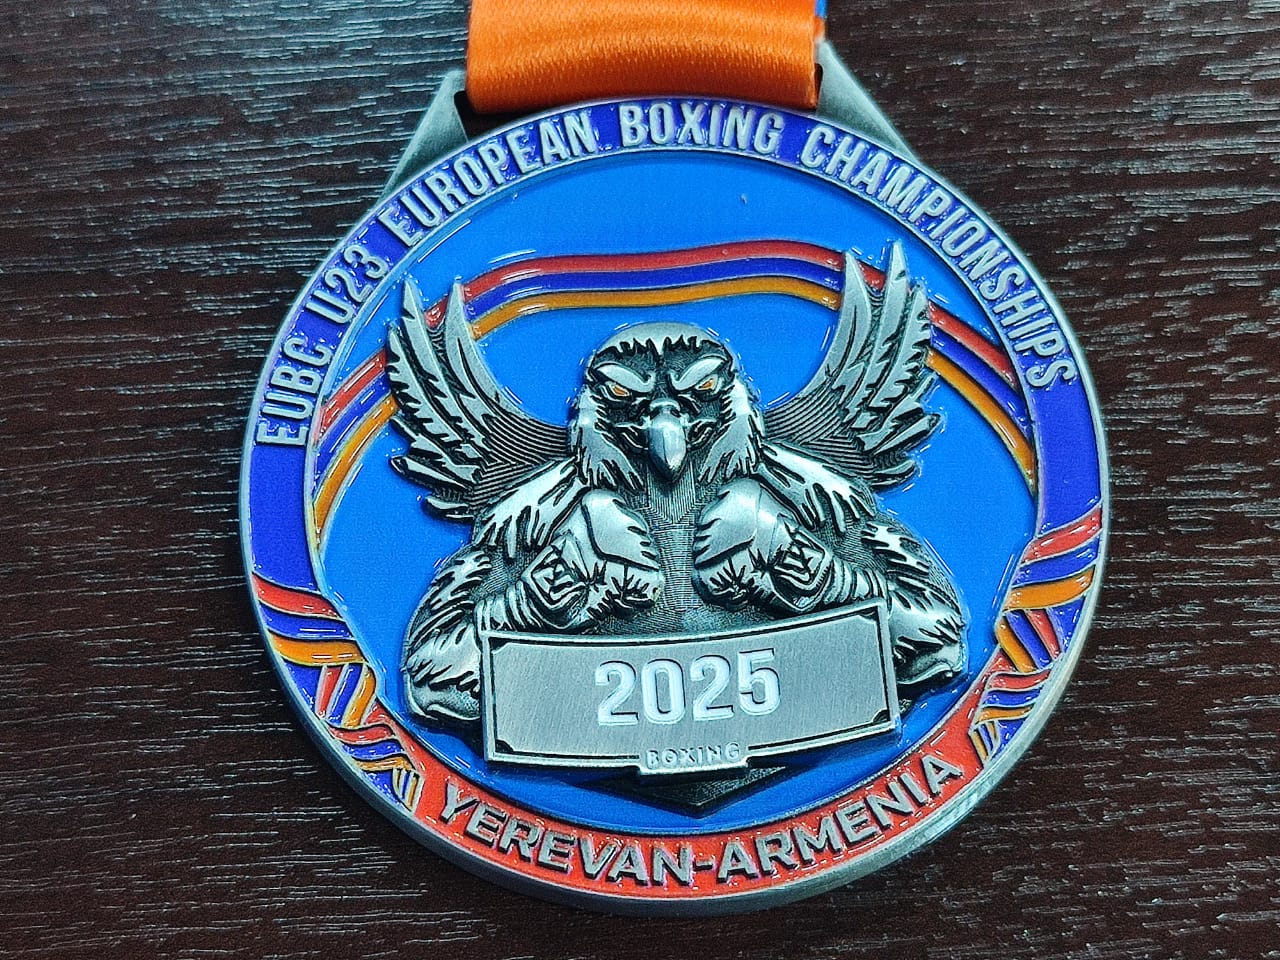 EUBC U23 EUROPEAN BOXING CHAMPIONSHIPS
2025
BOXING
YEREVAN-ARMENIA